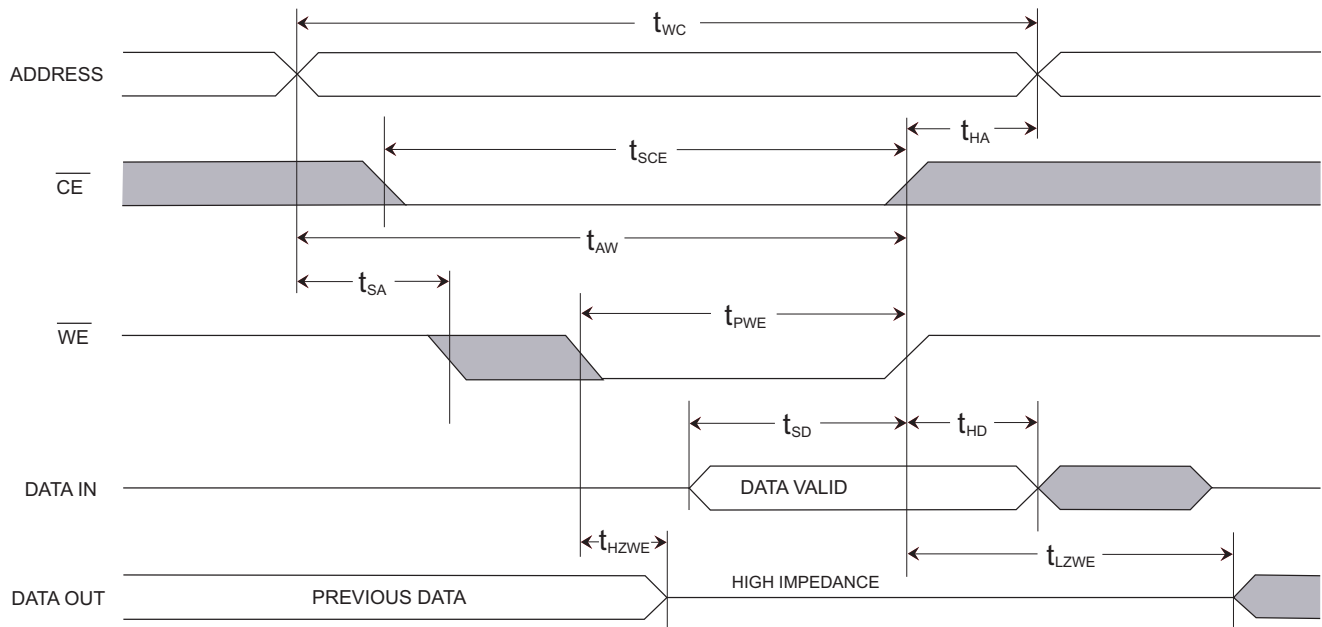 tWC
ADDRESS
tHA
tSCE
CE
tAW
tSA
tPWE
WE
tSD
tHD
DATA IN
DATA VALID
tHZWE
tLZWE
HIGH IMPEDANCE
DATA OUT
PREVIOUS DATA